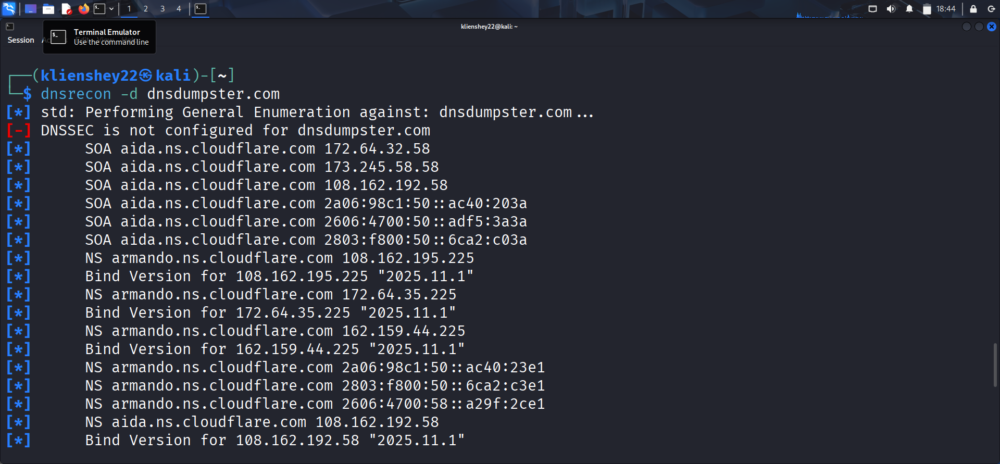 1 2 3 4 18:44
klienshey22@kali: ~
Session
Terminal Emulator
Use the command line
┌──(klienshey22㉿kali)-[~]
└─$ dnsrecon -d dnsdumpster.com
[*] std: Performing General Enumeration against: dnsdumpster.com...
[-] DNSSEC is not configured for dnsdumpster.com
[*] SOA aida.ns.cloudflare.com 172.64.32.58
[*] SOA aida.ns.cloudflare.com 173.245.58.58
[*] SOA aida.ns.cloudflare.com 108.162.192.58
[*] SOA aida.ns.cloudflare.com 2a06:98c1:50::ac40:203a
[*] SOA aida.ns.cloudflare.com 2606:4700:50::adf5:3a3a
[*] SOA aida.ns.cloudflare.com 2803:f800:50::6ca2:c03a
[*] NS armando.ns.cloudflare.com 108.162.195.225
[*] Bind Version for 108.162.195.225 "2025.11.1"
[*] NS armando.ns.cloudflare.com 172.64.35.225
[*] Bind Version for 172.64.35.225 "2025.11.1"
[*] NS armando.ns.cloudflare.com 162.159.44.225
[*] Bind Version for 162.159.44.225 "2025.11.1"
[*] NS armando.ns.cloudflare.com 2a06:98c1:50::ac40:23e1
[*] NS armando.ns.cloudflare.com 2803:f800:50::6ca2:c3e1
[*] NS armando.ns.cloudflare.com 2606:4700:58::a29f:2ce1
[*] NS aida.ns.cloudflare.com 108.162.192.58
[*] Bind Version for 108.162.192.58 "2025.11.1"